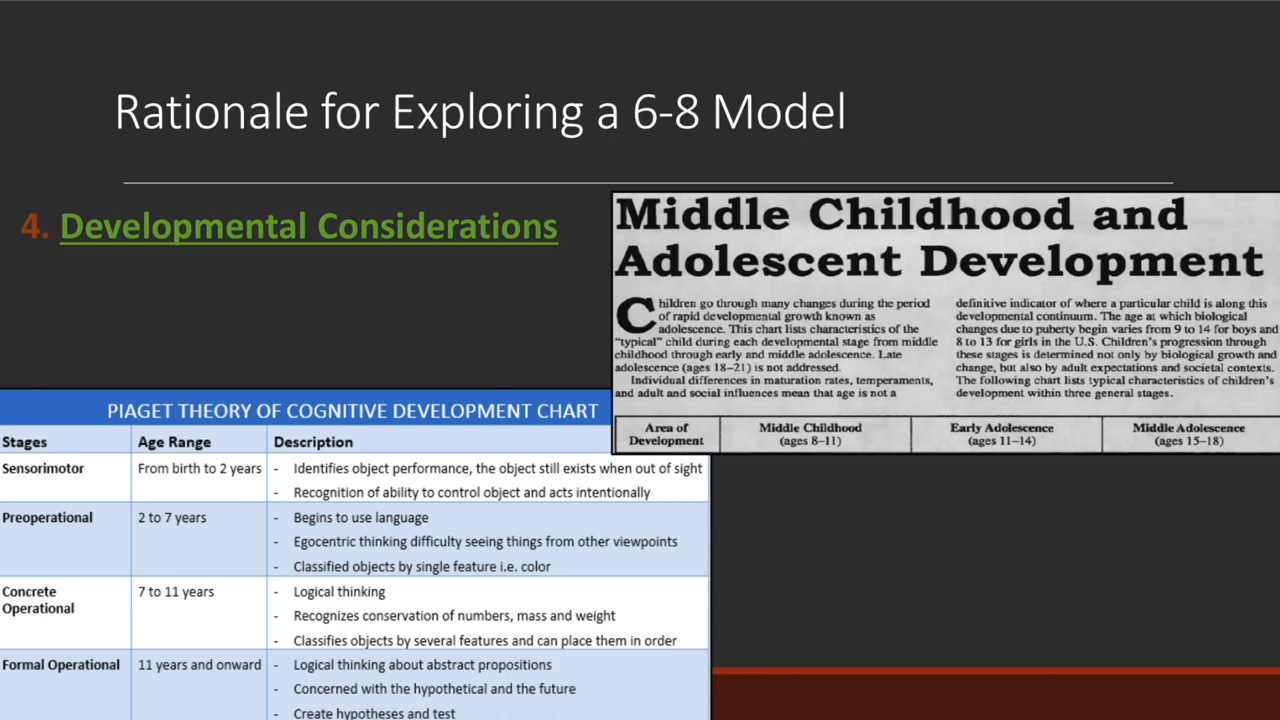 Rationale for Exploring a 6-8 Model
4. Developmental Considerations
Middle Childhood and
Adolescent Development
Children go through many changes during the period
of rapid developmental growth known as
adolescence. This chart lists characteristics of the
“typical” child during each developmental stage from middle
childhood through early and middle adolescence. Late
adolescence (ages 18–21) is not addressed.
Individual differences in maturation rates, temperaments,
and adult and social influences mean that age is not a
definitive indicator of where a particular child is along this
developmental continuum. The age at which biological
changes due to puberty begin varies from 9 to 14 for boys and
8 to 13 for girls in the U.S. Children's progression through
these stages is determined not only by biological growth and
change, but also by adult expectations and societal contexts.
The following chart lists typical characteristics of children's
development within three general stages.
Area of Development
Middle Childhood (ages 8–11)
Early Adolescence (ages 11–14)
Middle Adolescence (ages 15–18)
PIAGET THEORY OF COGNITIVE DEVELOPMENT CHART
Stages Age Range Description
Sensorimotor From birth to 2 years - Identifies object performance, the object still exists when out of sight
- Recognition of ability to control object and acts intentionally
Preoperational 2 to 7 years - Begins to use language
- Egocentric thinking difficulty seeing things from other viewpoints
- Classified objects by single feature i.e. color
Concrete Operational 7 to 11 years - Logical thinking
- Recognizes conservation of numbers, mass and weight
- Classifies objects by several features and can place them in order
Formal Operational 11 years and onward - Logical thinking about abstract propositions
- Concerned with the hypothetical and the future
- Create hypotheses and test